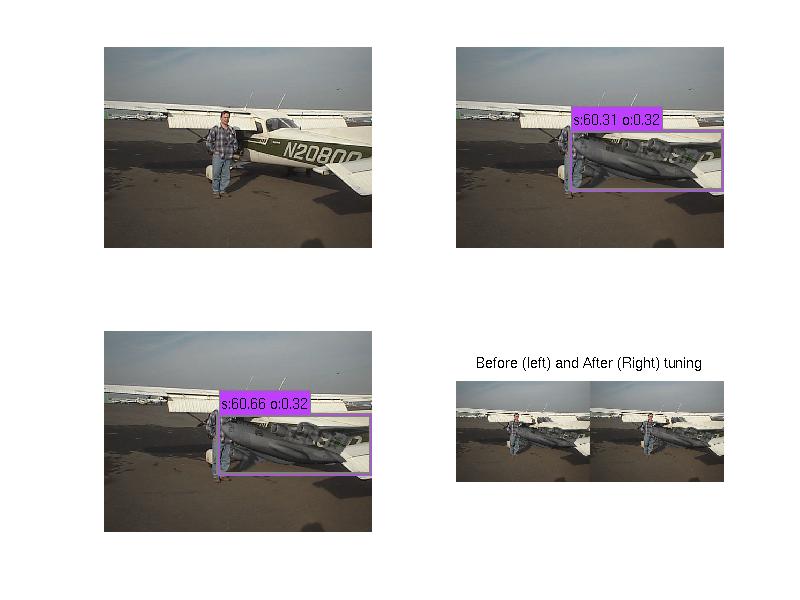 N20800
s:60.31 o:0.32
s:60.66 o:0.32
Before (left) and After (Right) tuning